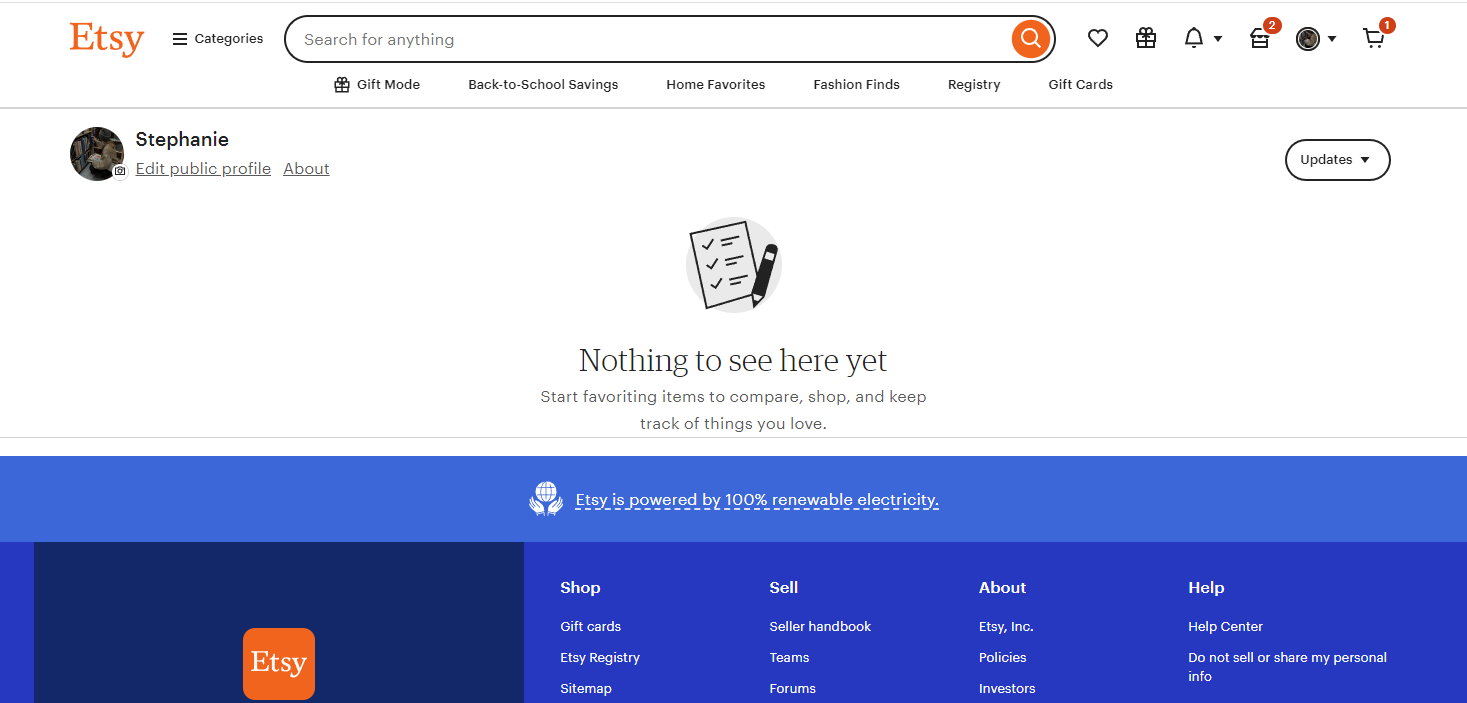 Etsy
Categories
Search for anything
2
1
Gift Mode
Back-to-School Savings
Home Favorites
Fashion Finds
Registry
Gift Cards
Stephanie
Edit public profile
About
Updates
Nothing to see here yet
Start favoriting items to compare, shop, and keep
track of things you love.
Etsy is powered by 100% renewable electricity.
Etsy
Shop
Gift cards
Etsy Registry
Sitemap
Sell
Seller handbook
Teams
Forums
About
Etsy, Inc.
Policies
Investors
Help
Help Center
Do not sell or share my personal
info